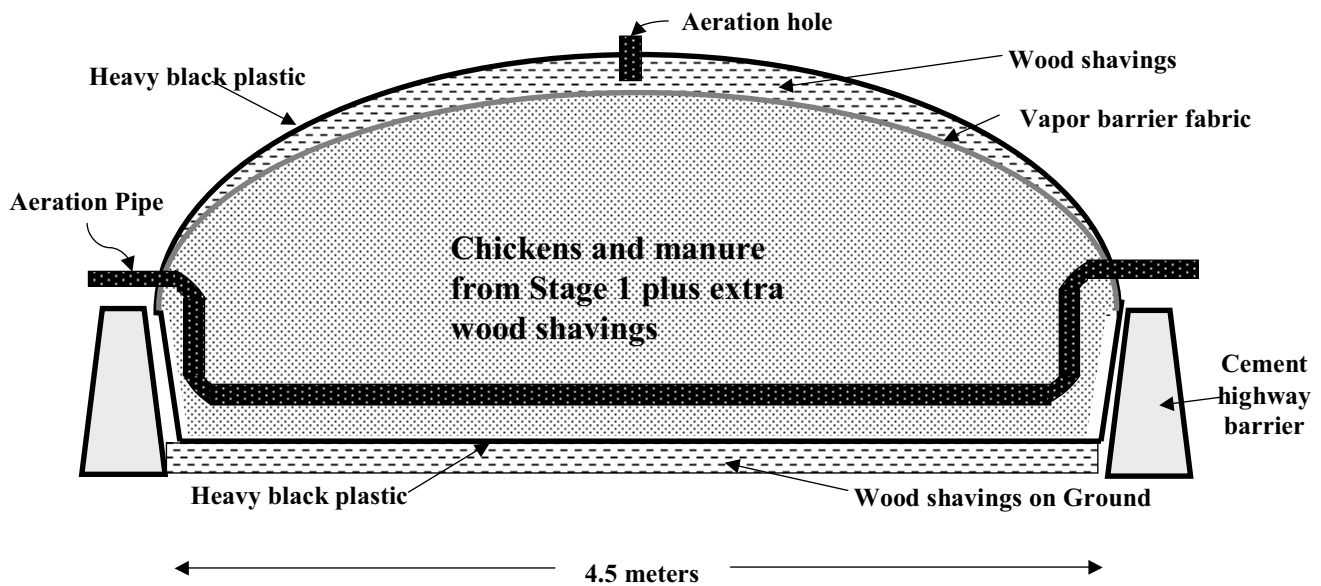 Aeration hole
Heavy black plastic
Wood shavings
Vapor barrier fabric
Aeration Pipe
Chickens and manure
from Stage 1 plus extra
wood shavings
Cement
highway
barrier
Heavy black plastic
Wood shavings on Ground
4.5 meters